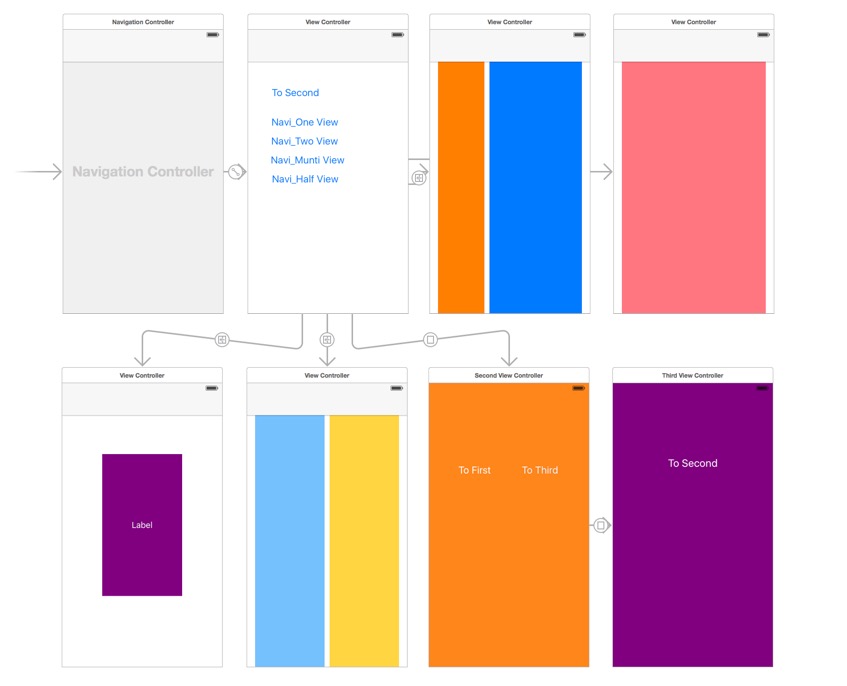 Navigation Controller
View Controller
View Controller
View Controller
Navigation Controller
To Second
Navi_One View
Navi_Two View
Navi_Munti View
Navi_Half View
View Controller
View Controller
Second View Controller
Third View Controller
Label
To First
To Third
To Second